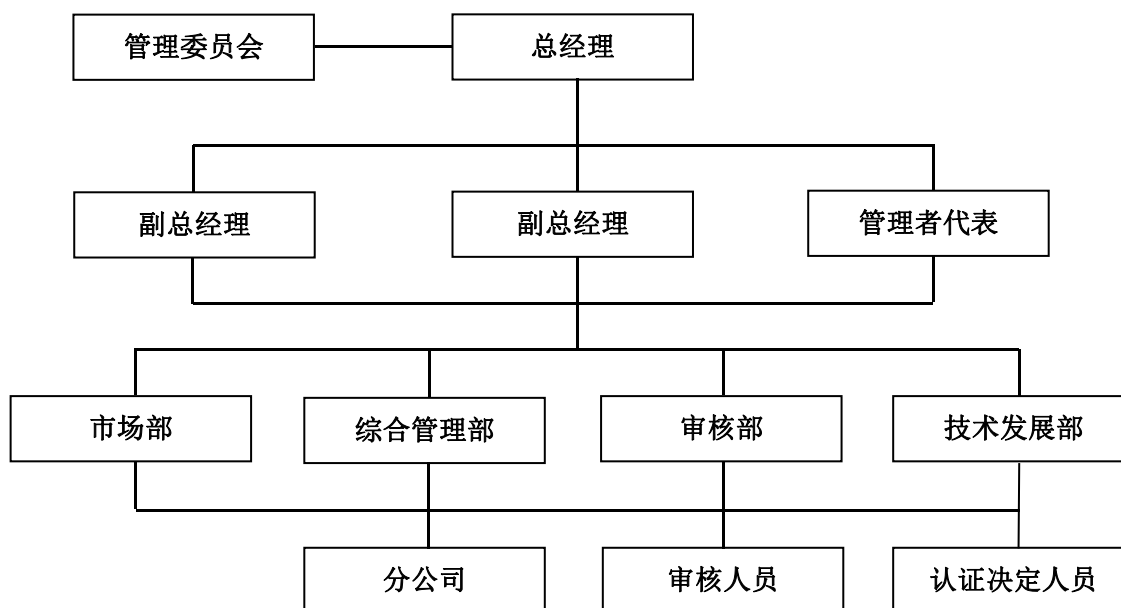 管理委员会
总经理
副总经理
副总经理
管理者代表
市场部
综合管理部
审核部
技术发展部
分公司
审核人员
认证决定人员